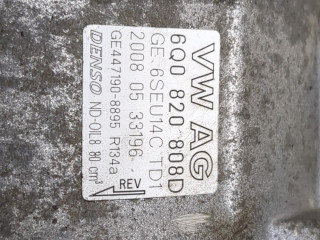 VW AG
6Q0 820 808D
GE. 6SEU14C TD1
2008 05 33196
GE447190-8895 R134a
DENSO ND-OIL8 80 cm³
REV